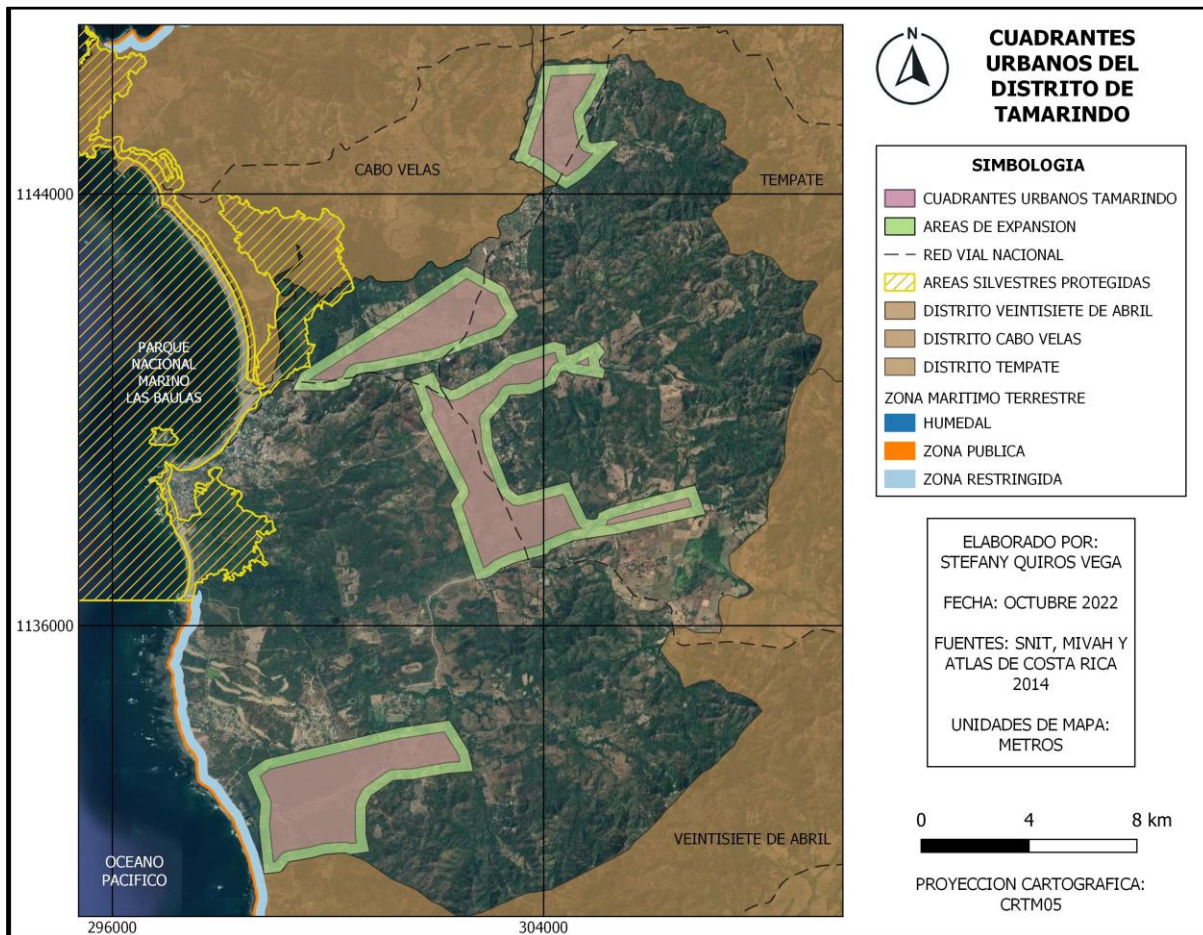 N
CUADRANTES
URBANOS DEL
DISTRITO DE
TAMARINDO
SIMBOLOGIA
CUADRANTES URBANOS TAMARINDO
AREAS DE EXPANSION
RED VIAL NACIONAL
AREAS SILVESTRES PROTEGIDAS
DISTRITO VEINTISIETE DE ABRIL
DISTRITO CABO VELAS
DISTRITO TEMPATE
ZONA MARITIMO TERRESTRE
HUMEDAL
ZONA PUBLICA
ZONA RESTRINGIDA
ELABORADO POR:
STEFANY QUIROS VEGA
FECHA: OCTUBRE 2022
FUENTES: SNIT, MIVAH Y
ATLAS DE COSTA RICA
2014
UNIDADES DE MAPA:
METROS
0 4 8 km
PROYECCION CARTOGRAFICA:
CRTM05
CABO VELAS
TEMPATE
1144000
PARQUE
NACIONAL
MARINO
LAS BAULAS
1136000
VEINTISIETE DE ABRIL
OCEANO
PACIFICO
296000
304000